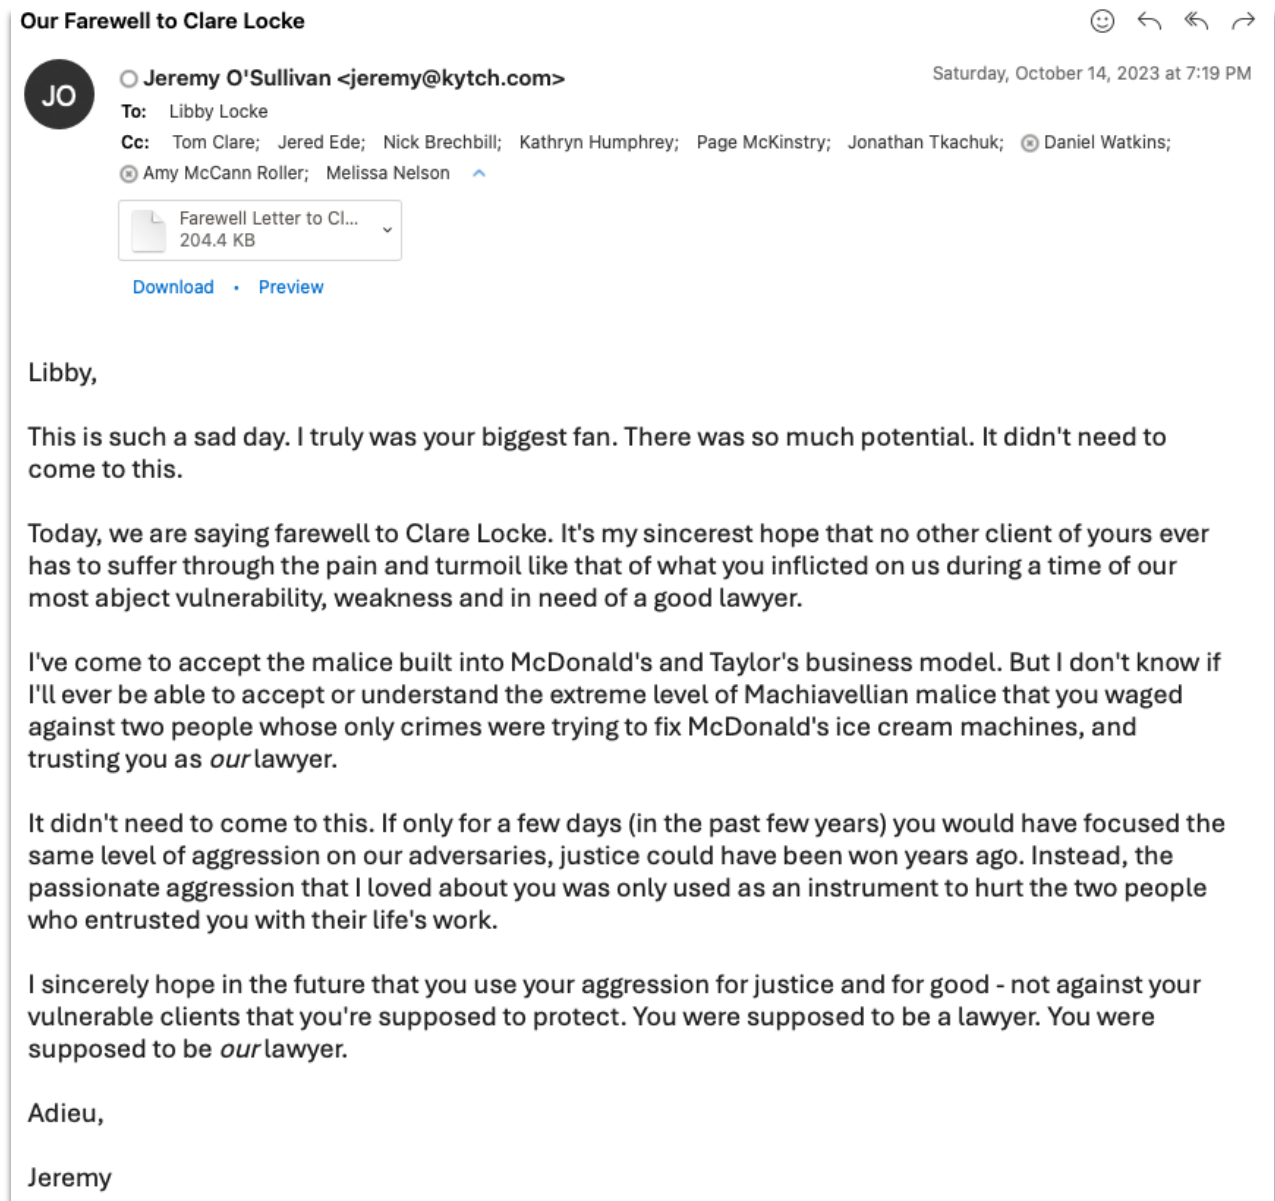 Our Farewell to Clare Locke
JO
Jeremy O'Sullivan <jeremy@kytch.com>
Saturday, October 14, 2023 at 7:19 PM
To: Libby Locke
Cc: Tom Clare; Jered Ede; Nick Brechbill; Kathryn Humphrey; Page McKinstry; Jonathan Tkachuk; Daniel Watkins;
Amy McCann Roller; Melissa Nelson
Farewell Letter to Cl...
204.4 KB
Download • Preview
Libby,
This is such a sad day. I truly was your biggest fan. There was so much potential. It didn't need to
come to this.
Today, we are saying farewell to Clare Locke. It's my sincerest hope that no other client of yours ever
has to suffer through the pain and turmoil like that of what you inflicted on us during a time of our
most abject vulnerability, weakness and in need of a good lawyer.
I've come to accept the malice built into McDonald's and Taylor's business model. But I don't know if
I'll ever be able to accept or understand the extreme level of Machiavellian malice that you waged
against two people whose only crimes were trying to fix McDonald's ice cream machines, and
trusting you as our lawyer.
It didn't need to come to this. If only for a few days (in the past few years) you would have focused the
same level of aggression on our adversaries, justice could have been won years ago. Instead, the
passionate aggression that I loved about you was only used as an instrument to hurt the two people
who entrusted you with their life's work.
I sincerely hope in the future that you use your aggression for justice and for good - not against your
vulnerable clients that you're supposed to protect. You were supposed to be a lawyer. You were
supposed to be our lawyer.
Adieu,
Jeremy